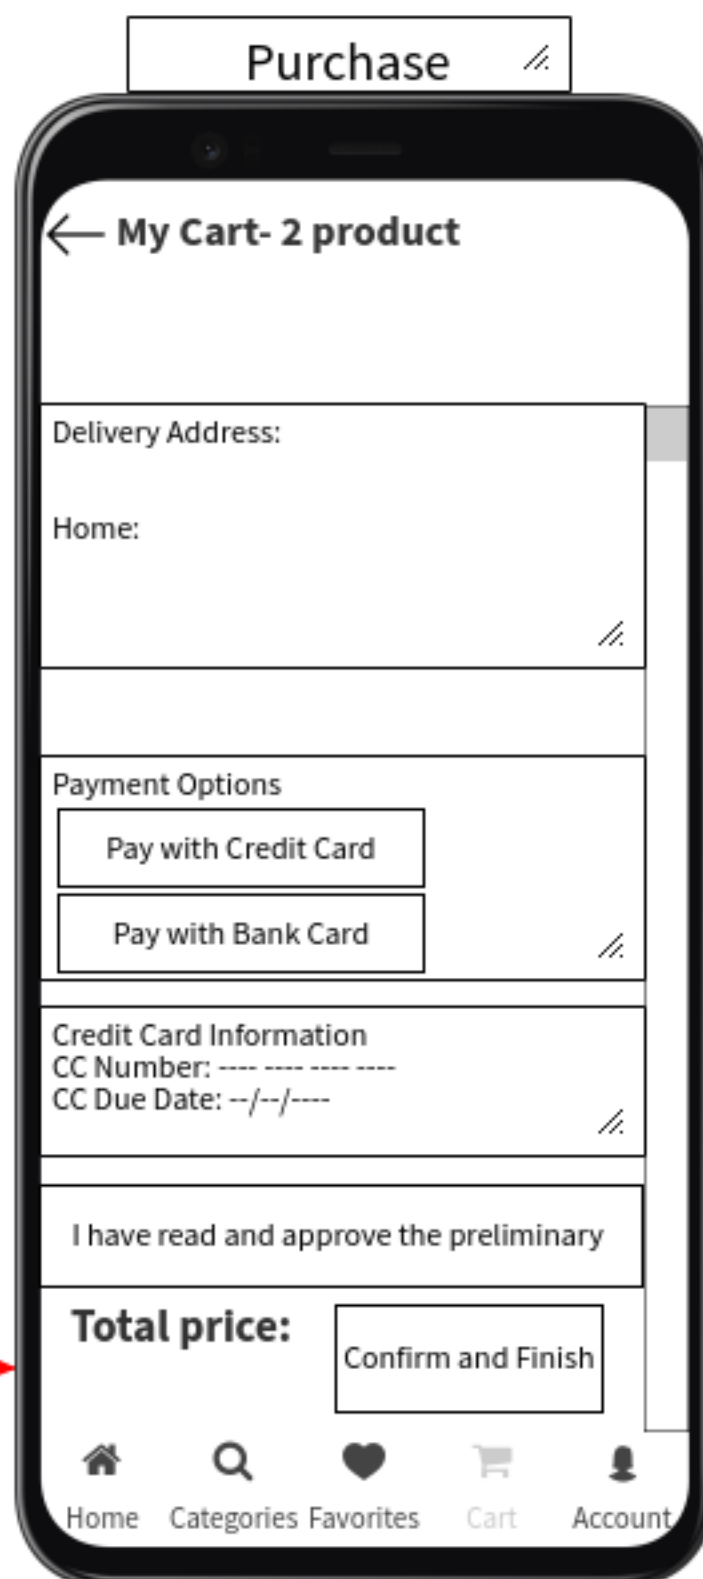 Purchase
My Cart- 2 product
Delivery Address:
Home:
Payment Options
Pay with Credit Card
Pay with Bank Card
Credit Card Information
CC Number: ---- ---- ---- ----
CC Due Date: --/--/----
I have read and approve the preliminary
Total price:
Confirm and Finish
Home Categories Favorites Cart Account